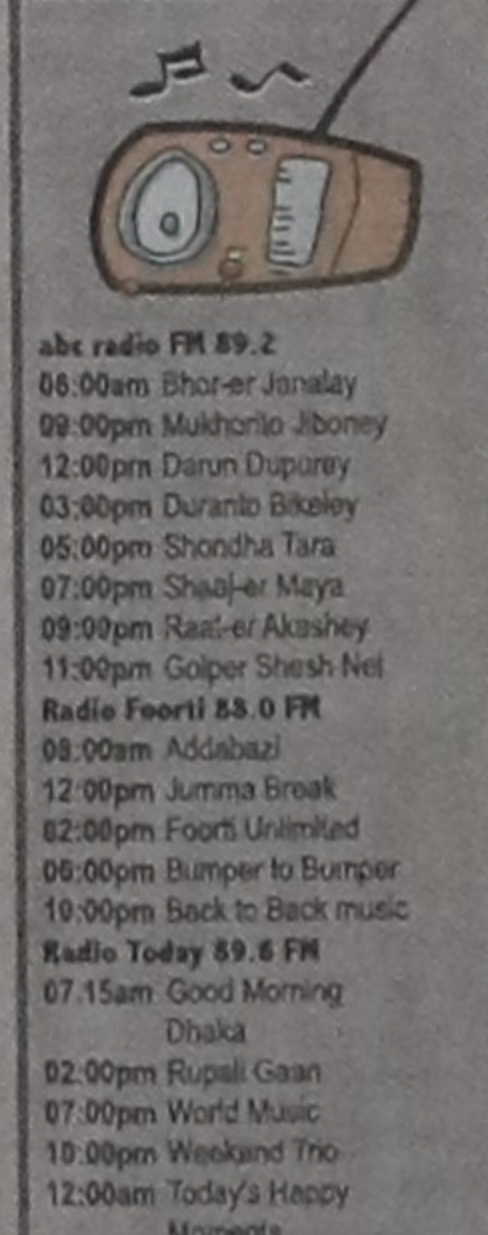 abc radio FM 89.2
06:00am Bhor-er Janalay
09:00pm Mukhorito Jiboney
12:00pm Darun Dupurey
03:00pm Duranto Bikeley
05:00pm Shondha Tara
07:00pm Shaaj-er Maya
09:00pm Raat-er Akashey
11:00pm Golper Shesh Nei
Radio Foorti 88.0 FM
08:00am Addabazi
12:00pm Jumma Break
02:00pm Foorti Unlimited
06:00pm Bumper to Bumper
10:00pm Back to Back music
Radio Today 89.6 FM
07.15am Good Morning
Dhaka
02:00pm Rupali Gaan
07:00pm World Music
10:00pm Weekend Trio
12:00am Today's Happy
Moments